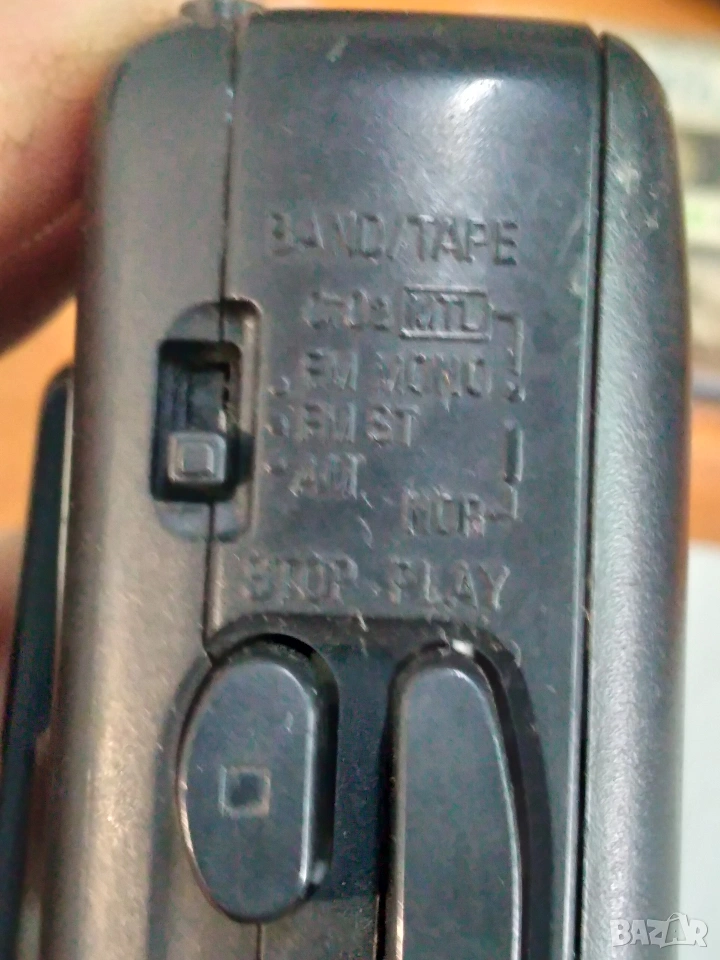 BAND/TAPE
CrO2 MTL
FM MONO
FM ST
AM
NOR
STOP PLAY
BAZAR